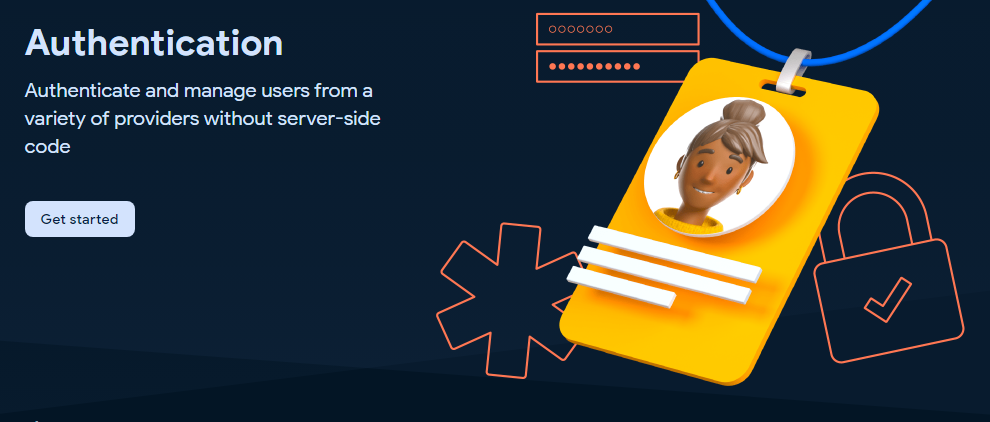 Authentication
Authenticate and manage users from a
variety of providers without server-side
code
Get started